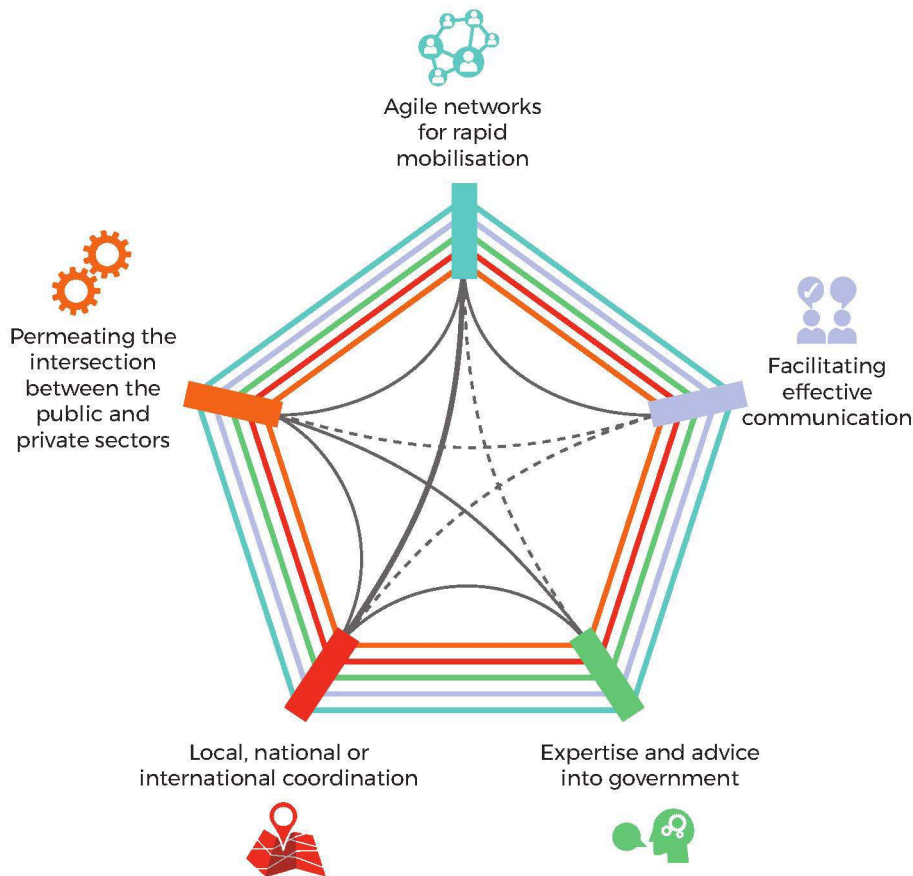 Agile networks
for rapid
mobilisation
Permeating the
intersection
between the
public and
private sectors
Facilitating
effective
communication
Local, national or
international coordination
Expertise and advice
into government